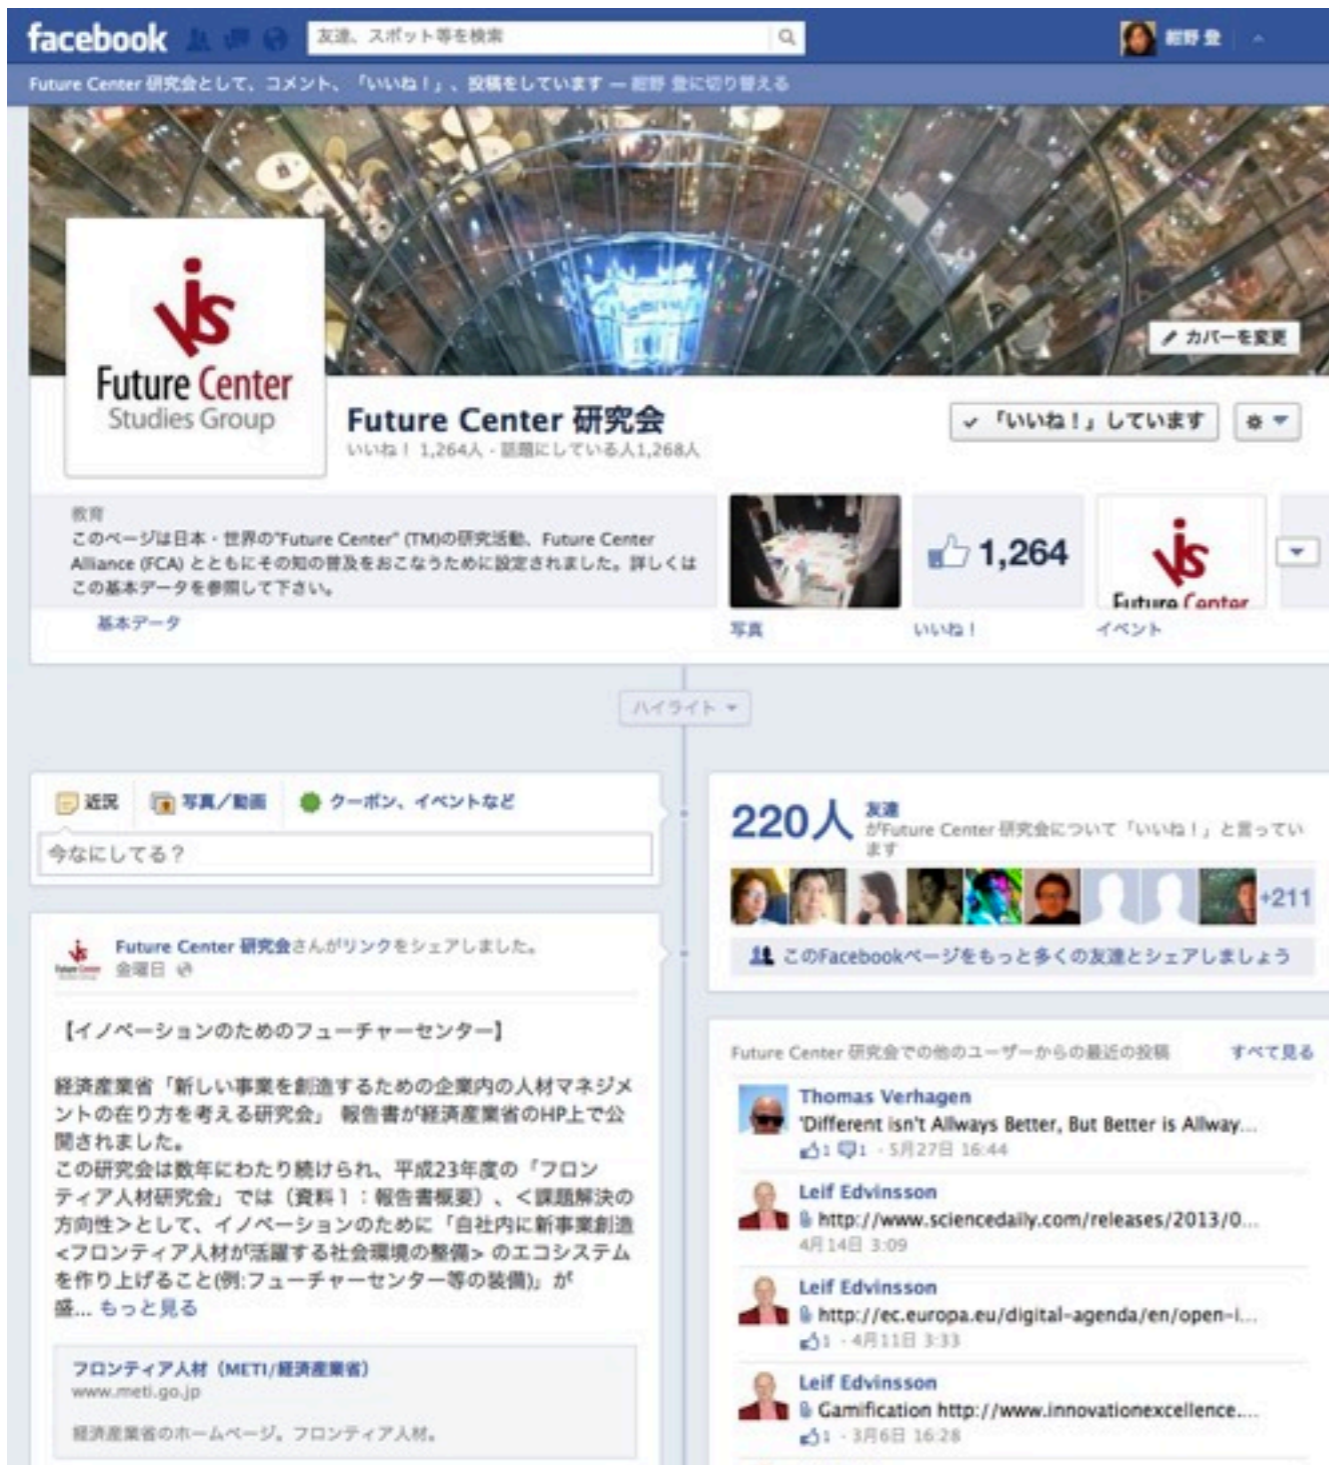 facebook
友達、スポット等を検索
紺野 登
Future Center 研究会として、コメント、「いいね!」、投稿をしています — 紺野 登に切り替える
カバーを変更
vis
Future Center
Studies Group
Future Center 研究会
いいね! 1,264人 · 話題にしている人1,268人
✓ 「いいね!」しています
教育
このページは日本・世界の"Future Center" (TM)の研究活動、Future Center
Alliance (FCA) とともにその知の普及をおこなうために設定されました。詳しくは
この基本データを参照して下さい。
基本データ
写真
1,264
いいね!
vis
Future Center
イベント
ハイライト
近況
写真/動画
クーポン、イベントなど
今なにしてる?
Future Center 研究会さんがリンクをシェアしました。
金曜日
【イノベーションのためのフューチャーセンター】
経済産業省「新しい事業を創造するための企業内の人材マネジメ
ントの在り方を考える研究会」 報告書が経済産業省のHP上で公
開されました。
この研究会は数年にわたり続けられ、平成23年度の「フロン
ティア人材研究会」では(資料1:報告書概要)、<課題解決の
方向性>として、イノベーションのために「自社内に新事業創造
<フロンティア人材が活躍する社会環境の整備> のエコシステム
を作り上げること(例:フューチャーセンター等の装備)」が
盛... もっと見る
フロンティア人材(METI/経済産業省)
www.meti.go.jp
経済産業省のホームページ。フロンティア人材。
220人 友達
がFuture Center 研究会について「いいね!」と言ってい
ます
+211
このFacebookページをもっと多くの友達とシェアしましょう
Future Center 研究会での他のユーザーからの最近の投稿 すべて見る
Thomas Verhagen
'Different isn't Allways Better, But Better is Allway...
1 1 · 5月27日 16:44
Leif Edvinsson
http://www.sciencedaily.com/releases/2013/0...
4月14日 3:09
Leif Edvinsson
http://ec.europa.eu/digital-agenda/en/open-i...
1 · 4月11日 3:33
Leif Edvinsson
Gamification http://www.innovationexcellence....
1 · 3月6日 16:28